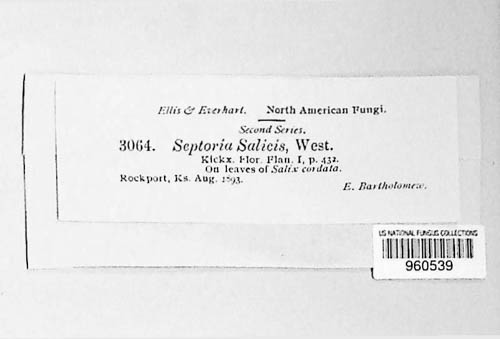 Ellis & Everhart. North American Fungi.
Second Series.
3064. Septoria Salicis, West.
Kickx. Flor. Flan. I, p. 432.
On leaves of Salix cordata.
Rockport, Ks. Aug. 1893.
E. Bartholomew.
US NATIONAL FUNGUS COLLECTIONS
960539